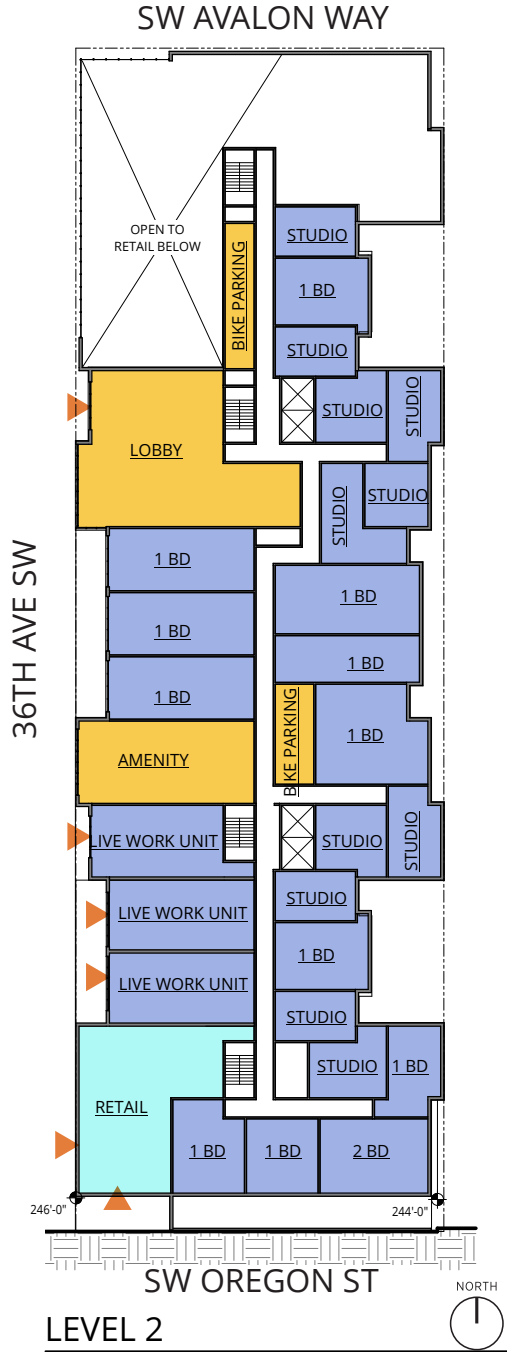 SW AVALON WAY
OPEN TO
RETAIL BELOW
BIKE PARKING
STUDIO
1 BD
STUDIO
STUDIO
STUDIO
LOBBY
STUDIO
STUDIO
36TH AVE SW
1 BD
1 BD
1 BD
1 BD
1 BD
BIKE PARKING
1 BD
AMENITY
LIVE WORK UNIT
STUDIO
STUDIO
STUDIO
LIVE WORK UNIT
1 BD
LIVE WORK UNIT
STUDIO
STUDIO
1 BD
RETAIL
1 BD
1 BD
2 BD
246'-0"
244'-0"
SW OREGON ST
NORTH
LEVEL 2